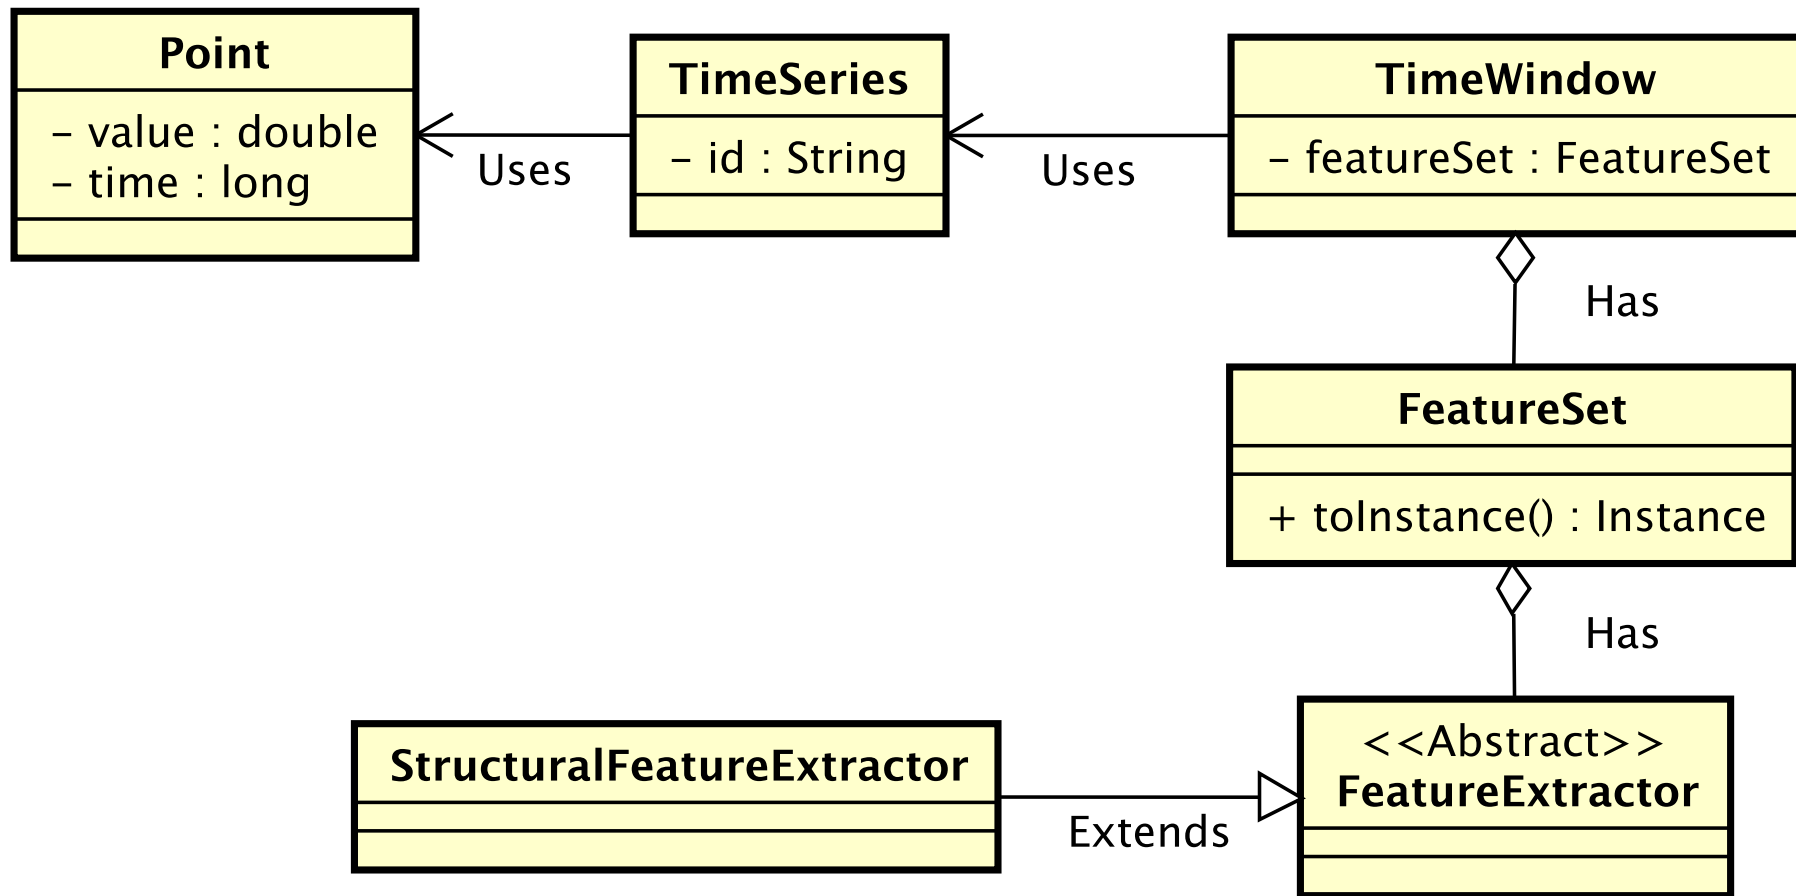 Point
– value : double
– time : long
Uses
TimeSeries
– id : String
Uses
TimeWindow
– featureSet : FeatureSet
Has
FeatureSet
+ toInstance() : Instance
Has
StructuralFeatureExtractor
Extends
<<Abstract>>
FeatureExtractor